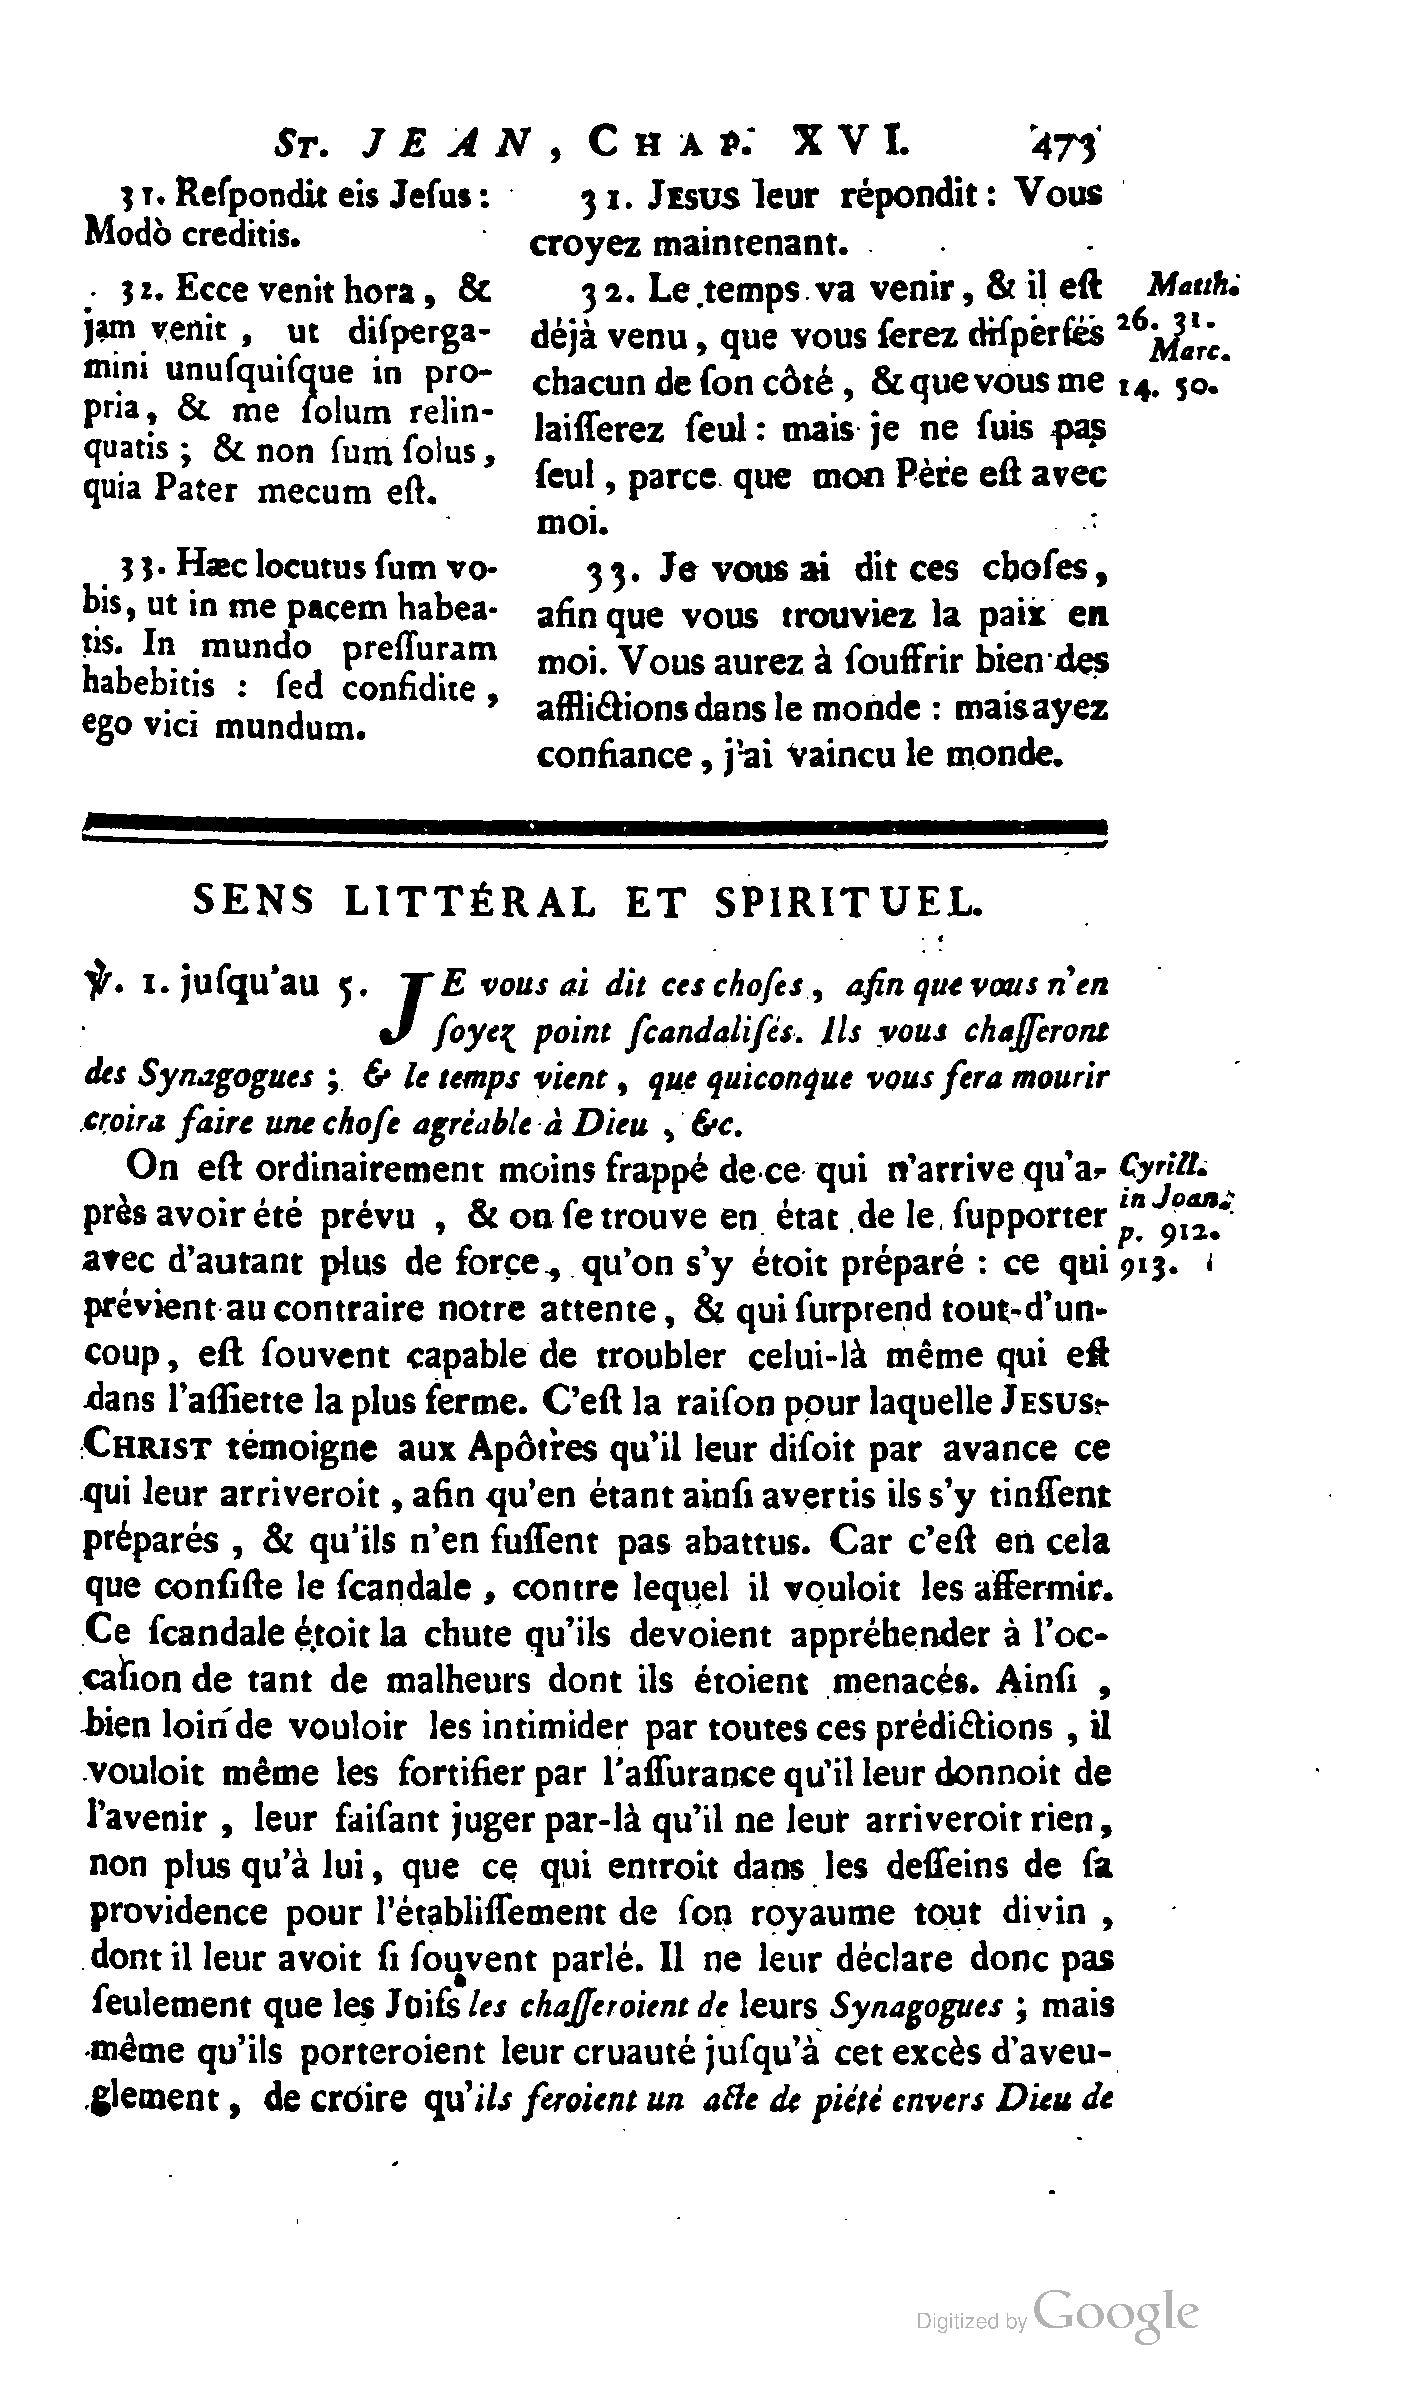 ST. JEAN, CHAP. XVI. 473
31. Reſpondit eis Jeſus:
Modò creditis.
32. Ecce venit hora, &
jam venit, ut diſperga-
mini unuſquiſque in pro-
pria, & me ſolum relin-
quatis; & non ſum ſolus,
quia Pater mecum eſt.
33. Hæc locutus ſum vo-
bis, ut in me pacem habea-
tis. In mundo preſſuram
habebitis : ſed confidite,
ego vici mundum.
31. JESUS leur répondit: Vous
croyez maintenant.
32. Le temps va venir, & il eſt
déjà venu, que vous ſerez diſperſés
chacun de ſon côté, & que vous me
laiſſerez ſeul: mais je ne ſuis pas
ſeul, parce que mon Père eſt avec
moi.
33. Je vous ai dit ces choſes,
afin que vous trouviez la paix en
moi. Vous aurez à ſouffrir bien des
afflictions dans le monde : mais ayez
confiance, j'ai vaincu le monde.
Matth.
26. 31.
Marc.
14. 50.
SENS LITTÉRAL ET SPIRITUEL.
℣. 1. juſqu'au 5. JE vous ai dit ces choſes, afin que vous n'en
ſoyez point ſcandaliſés. Ils vous chaſſeront
des Synagogues ; & le temps vient, que quiconque vous fera mourir
croira faire une choſe agréable à Dieu, &c.
On eſt ordinairement moins frappé de ce qui n'arrive qu'a-
près avoir été prévu, & on ſe trouve en état de le ſupporter
avec d'autant plus de force, qu'on s'y étoit préparé : ce qui
prévient au contraire notre attente, & qui ſurprend tout-d'un-
coup, eſt ſouvent capable de troubler celui-là même qui eſt
dans l'aſſiette la plus ferme. C'eſt la raiſon pour laquelle JESUS-
CHRIST témoigne aux Apôtres qu'il leur diſoit par avance ce
qui leur arriveroit, afin qu'en étant ainſi avertis ils s'y tinſſent
préparés, & qu'ils n'en fuſſent pas abattus. Car c'eſt en cela
que conſiſte le ſcandale, contre lequel il vouloit les affermir.
Ce ſcandale étoit la chute qu'ils devoient appréhender à l'oc-
caſion de tant de malheurs dont ils étoient menacés. Ainſi,
bien loin de vouloir les intimider par toutes ces prédictions, il
vouloit même les fortifier par l'aſſurance qu'il leur donnoit de
l'avenir, leur faiſant juger par-là qu'il ne leur arriveroit rien,
non plus qu'à lui, que ce qui entroit dans les deſſeins de ſa
providence pour l'établiſſement de ſon royaume tout divin,
dont il leur avoit ſi ſouvent parlé. Il ne leur déclare donc pas
ſeulement que les Juifs les chaſſeroient de leurs Synagogues ; mais
même qu'ils porteroient leur cruauté juſqu'à cet excès d'aveu-
glement, de croire qu'ils feroient un acte de piété envers Dieu de
Cyrill.
in Joan.
p. 912.
913.
Digitized by Google